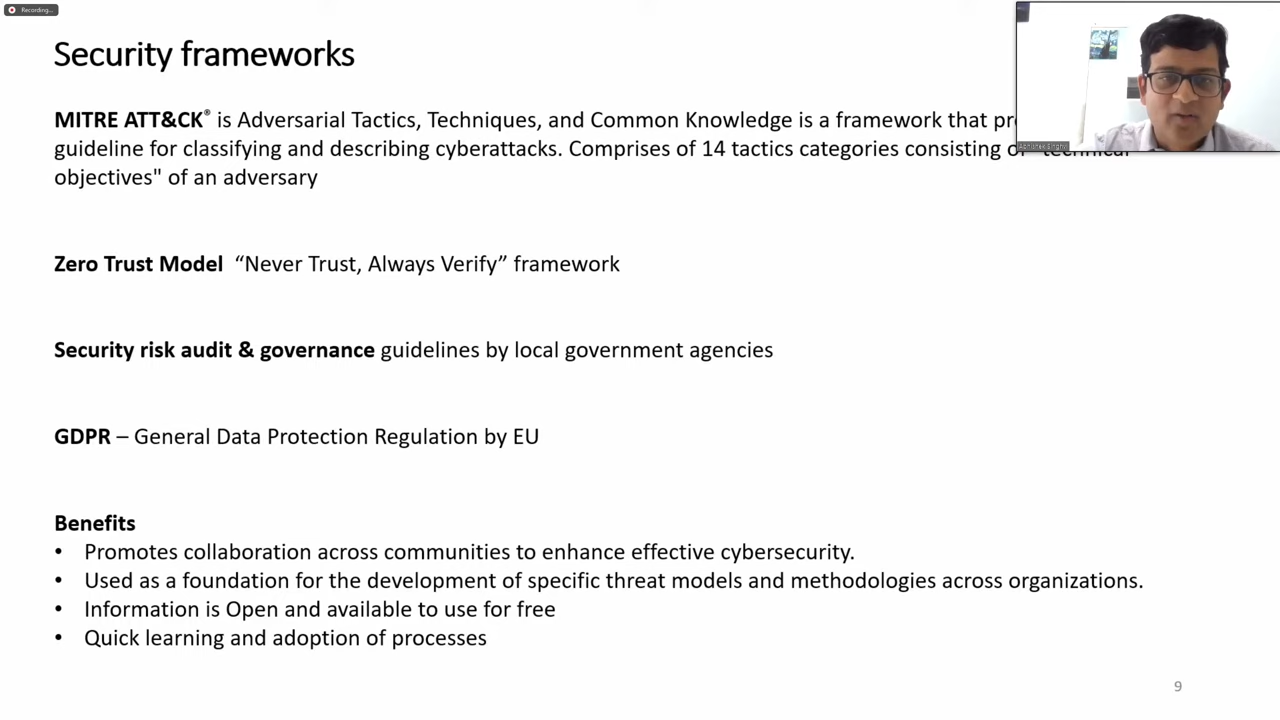 Recording...
Security frameworks
MITRE ATT&CK® is Adversarial Tactics, Techniques, and Common Knowledge is a framework that
guideline for classifying and describing cyberattacks. Comprises of 14 tactics categories consisting of "technical
objectives" of an adversary
Zero Trust Model “Never Trust, Always Verify” framework
Security risk audit & governance guidelines by local government agencies
GDPR – General Data Protection Regulation by EU
Benefits
• Promotes collaboration across communities to enhance effective cybersecurity.
• Used as a foundation for the development of specific threat models and methodologies across organizations.
• Information is Open and available to use for free
• Quick learning and adoption of processes
9
Abhishek Singhvi